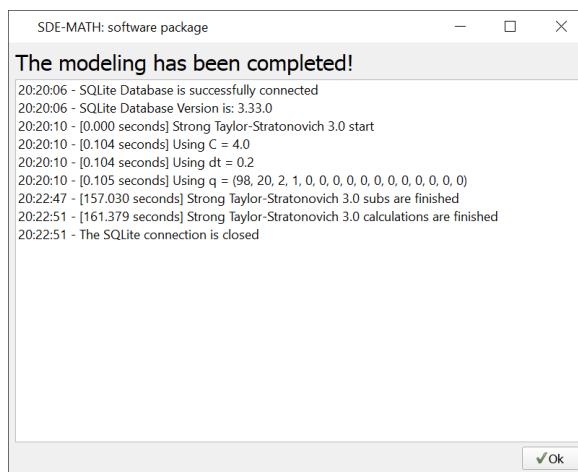 SDE-MATH: software package
The modeling has been completed!
20:20:06 - SQLite Database is successfully connected
20:20:06 - SQLite Database Version is: 3.33.0
20:20:10 - [0.000 seconds] Strong Taylor-Stratonovich 3.0 start
20:20:10 - [0.104 seconds] Using C = 4.0
20:20:10 - [0.104 seconds] Using dt = 0.2
20:20:10 - [0.105 seconds] Using q = (98, 20, 2, 1, 0, 0, 0, 0, 0, 0, 0, 0, 0, 0, 0)
20:22:47 - [157.030 seconds] Strong Taylor-Stratonovich 3.0 subs are finished
20:22:51 - [161.379 seconds] Strong Taylor-Stratonovich 3.0 calculations are finished
20:22:51 - The SQLite connection is closed
Ok